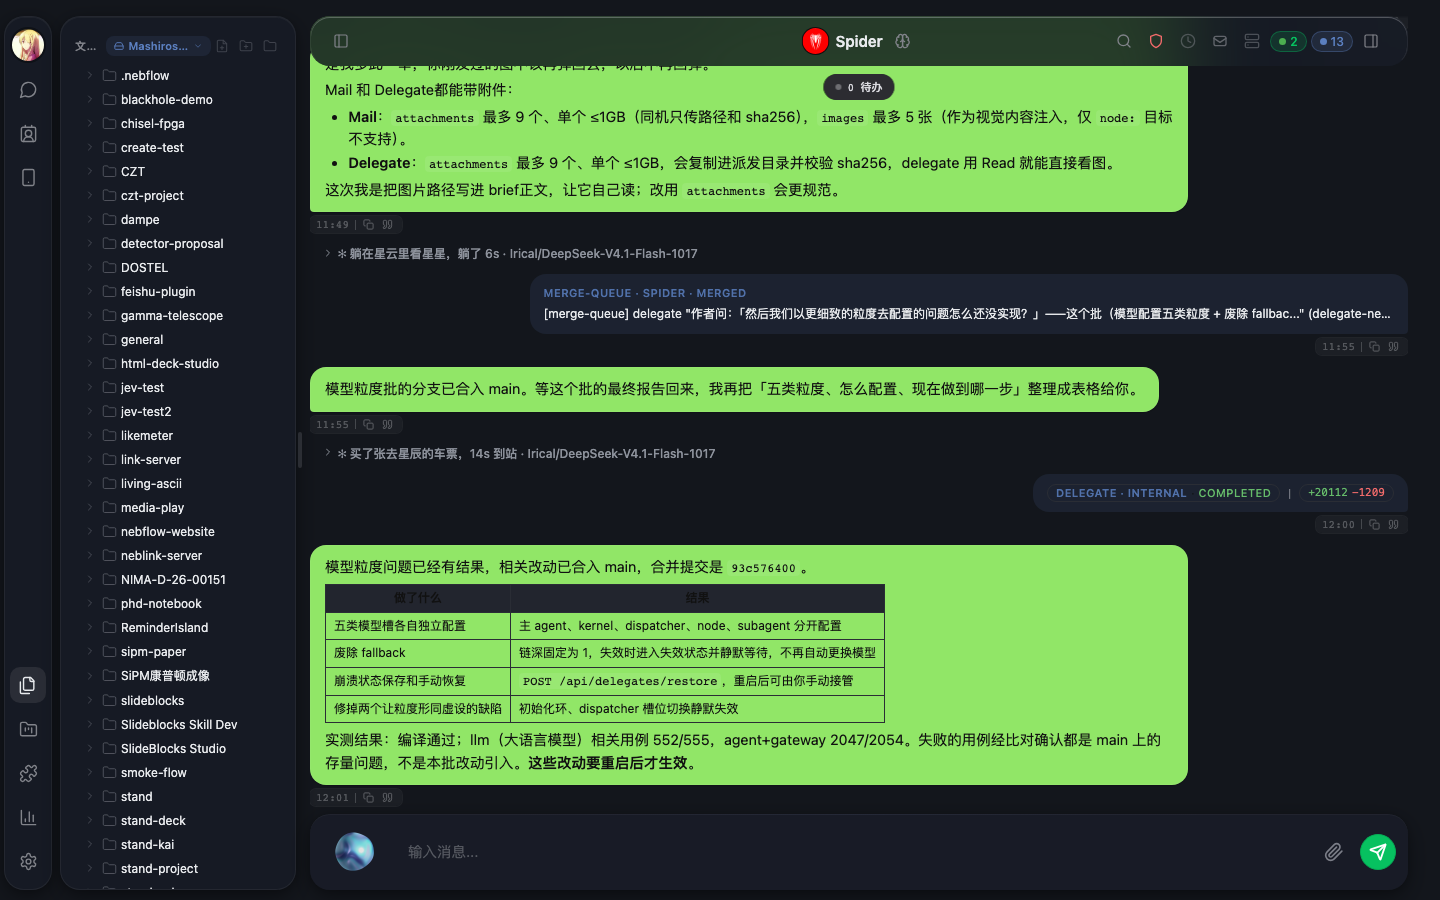 文...
Mashiros...
.nebflow
blackhole-demo
chisel-fpga
create-test
CZT
czt-project
dampe
detector-proposal
DOSTEL
feishu-plugin
gamma-telescope
general
html-deck-studio
jev-test
jev-test2
likemeter
link-server
living-ascii
media-play
nebflow-website
neblink-server
NIMA-D-26-00151
phd-notebook
ReminderIsland
sipm-paper
SiPM康普顿成像
slideblocks
Slideblocks Skill Dev
SlideBlocks Studio
smoke-flow
stand
stand-deck
stand-kai
stand-project
Spider
2
13
0 待办
Mail 和 Delegate都能带附件：
• Mail： attachments 最多 9 个、单个 ≤1GB（同机只传路径和 sha256），images 最多 5 张（作为视觉内容注入，仅 node: 目标
不支持）。
• Delegate： attachments 最多 9 个、单个 ≤1GB，会复制进派发目录并校验 sha256，delegate 用 Read 就能直接看图。
这次我是把图片路径写进 brief正文，让它自己读；改用 attachments 会更规范。
11:49
✻ 躺在星云里看星星，躺了 6s · Irical/DeepSeek-V4.1-Flash-1017
MERGE-QUEUE · SPIDER · MERGED
[merge-queue] delegate "作者问：「然后我们以更细致的粒度去配置的问题怎么还没实现？」——这个批（模型配置五类粒度 + 废除 fallbac..." (delegate-ne...
11:55
模型粒度批的分支已合入 main。等这个批的最终报告回来，我再把「五类粒度、怎么配置、现在做到哪一步」整理成表格给你。
11:55
✻ 买了张去星辰的车票，14s 到站 · Irical/DeepSeek-V4.1-Flash-1017
DELEGATE · INTERNAL COMPLETED | +20112 −1209
12:00
模型粒度问题已经有结果，相关改动已合入 main，合并提交是 93c576400 。
做了什么 结果
五类模型槽各自独立配置 主 agent、kernel、dispatcher、node、subagent 分开配置
废除 fallback 链深固定为 1，失效时进入失效状态并静默等待，不再自动更换模型
崩溃状态保存和手动恢复 POST /api/delegates/restore ，重启后可由你手动接管
修掉两个让粒度形同虚设的缺陷 初始化环、dispatcher 槽位切换静默失效
实测结果：编译通过；llm（大语言模型）相关用例 552/555，agent+gateway 2047/2054。失败的用例经比对确认都是 main 上的
存量问题，不是本批改动引入。这些改动要重启后才生效。
12:01
输入消息...